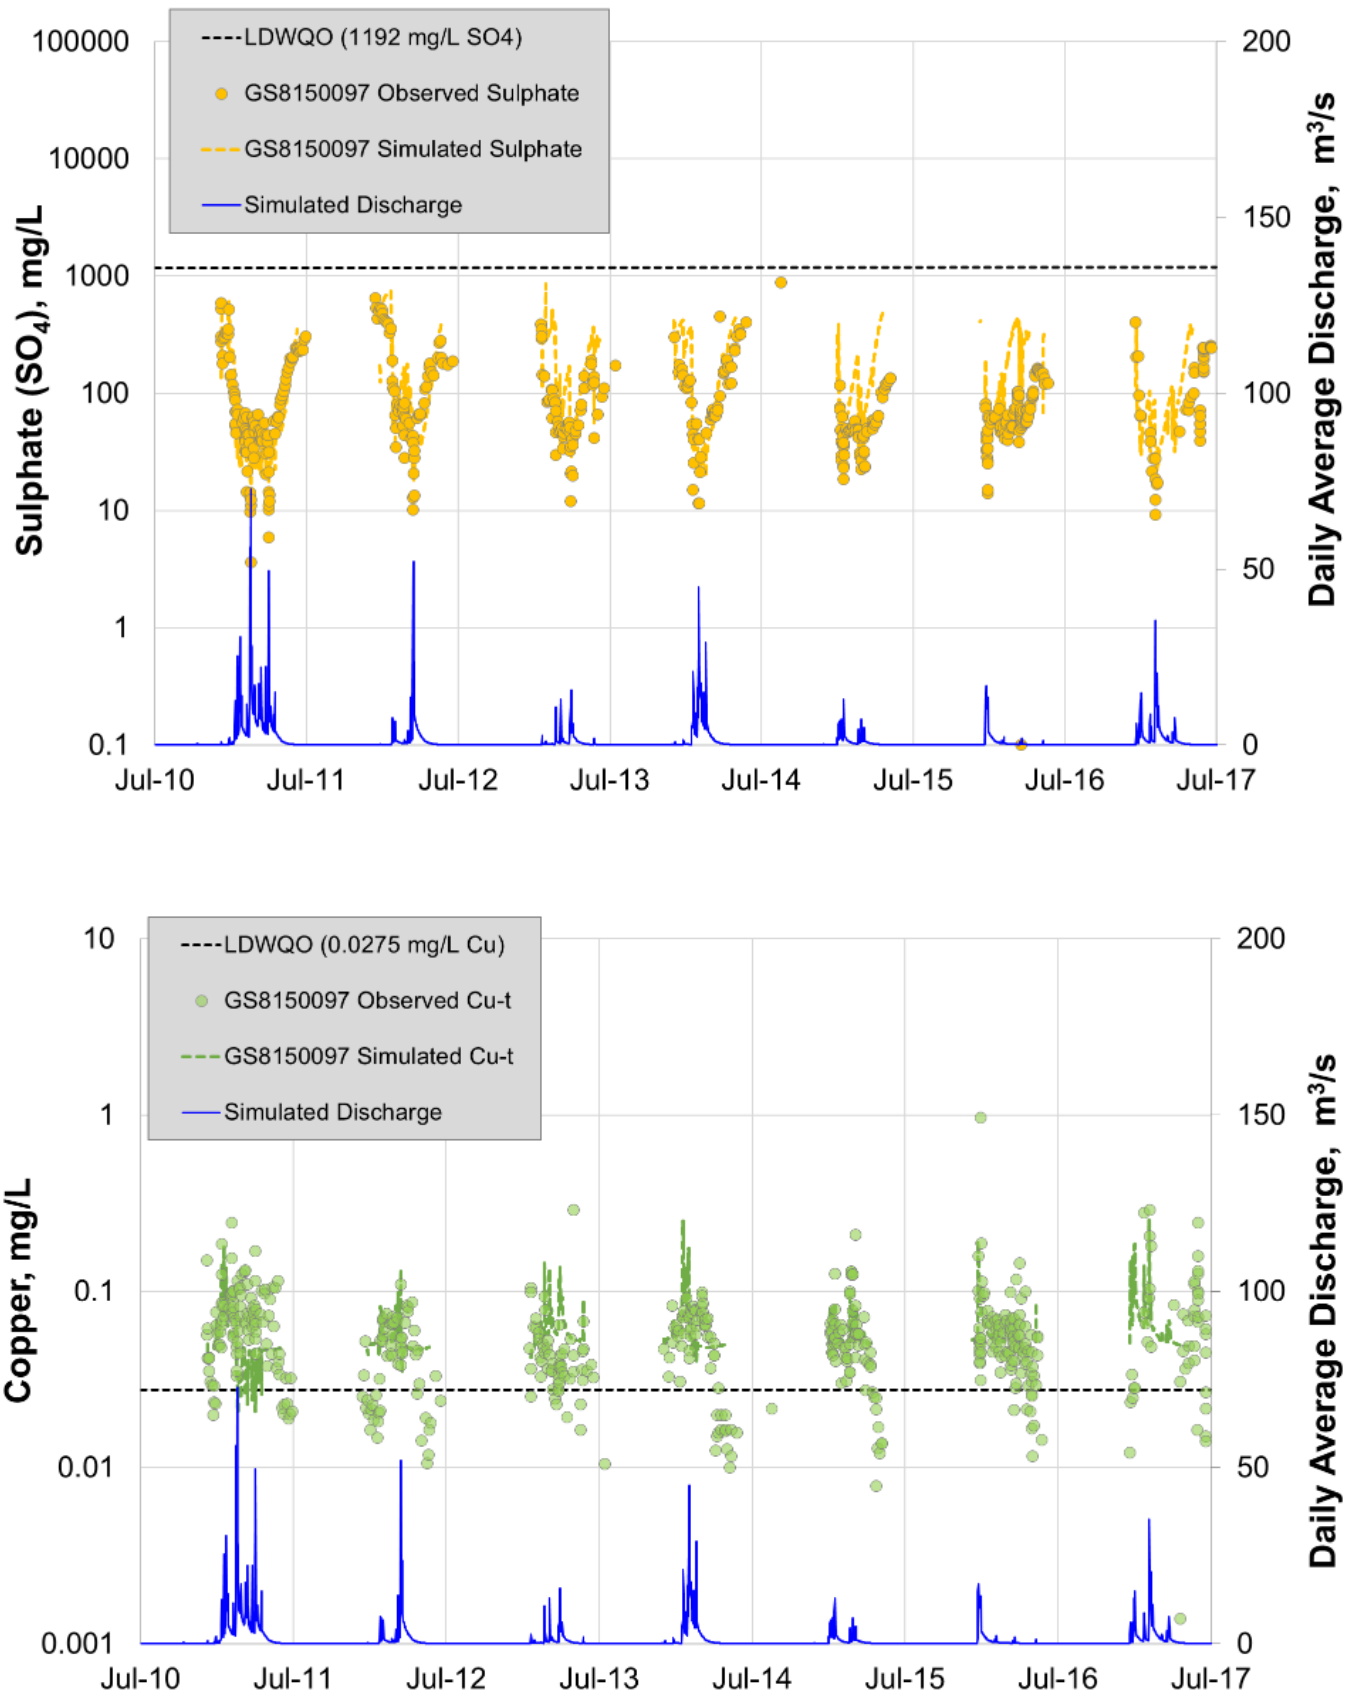 LDWQO (1192 mg/L SO4)
GS8150097 Observed Sulphate
GS8150097 Simulated Sulphate
Simulated Discharge
100000
10000
1000
100
10
1
0.1
Sulphate (SO₄), mg/L
200
150
100
50
0
Daily Average Discharge, m³/s
Jul-10 Jul-11 Jul-12 Jul-13 Jul-14 Jul-15 Jul-16 Jul-17
LDWQO (0.0275 mg/L Cu)
GS8150097 Observed Cu-t
GS8150097 Simulated Cu-t
Simulated Discharge
10
1
0.1
0.01
0.001
Copper, mg/L
200
150
100
50
0
Daily Average Discharge, m³/s
Jul-10 Jul-11 Jul-12 Jul-13 Jul-14 Jul-15 Jul-16 Jul-17